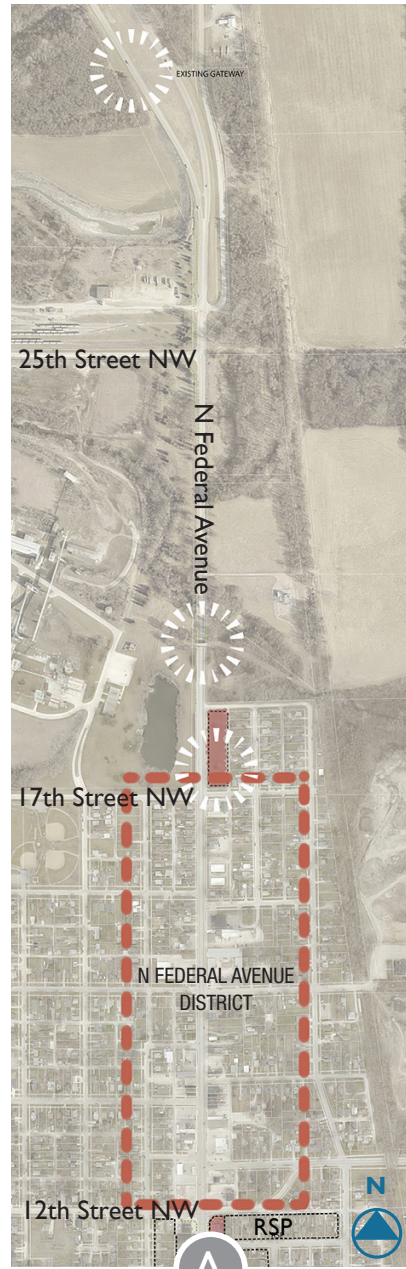 EXISTING GATEWAY
25th Street NW
N Federal Avenue
17th Street NW
N FEDERAL AVENUE
DISTRICT
12th Street NW
RSP
N
A